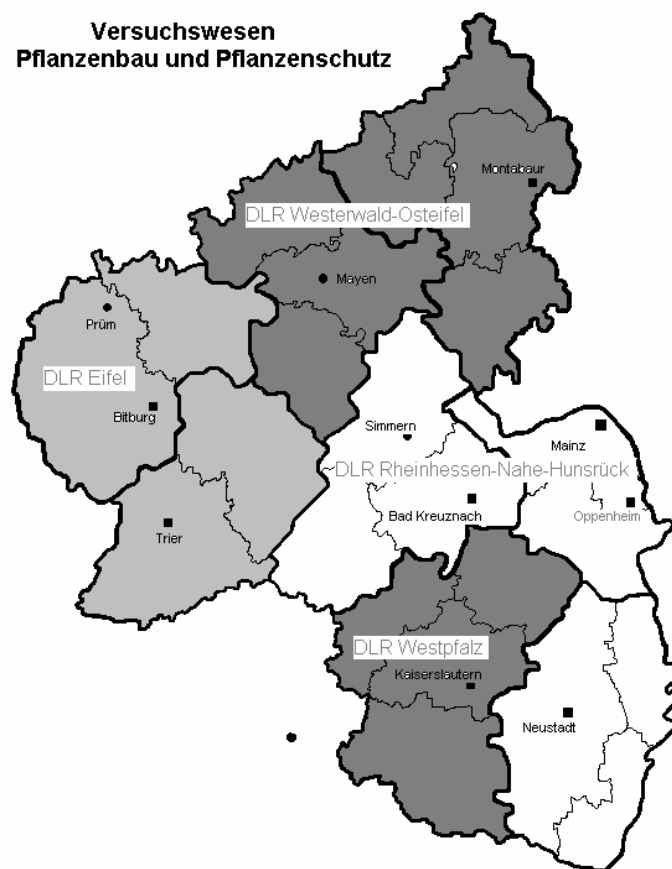 Versuchswesen
Pflanzenbau und Pflanzenschutz
Montabaur
DLR Westerwald-Osteifel
Mayen
Prüm
DLR Eifel
Bitburg
Simmern
Mainz
DLR Rheinhessen-Nahe-Hunsrück
Bad Kreuznach
Oppenheim
Trier
DLR Westpfalz
Kaiserslautern
Neustadt